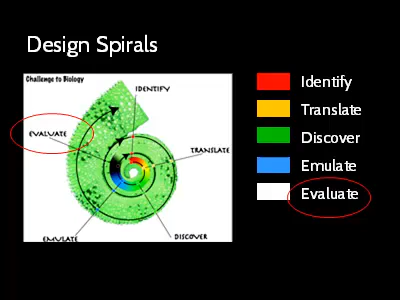 Design Spirals
Challenge to Biology
IDENTIFY
EVALUATE
TRANSLATE
EMULATE
DISCOVER
Identify
Translate
Discover
Emulate
Evaluate